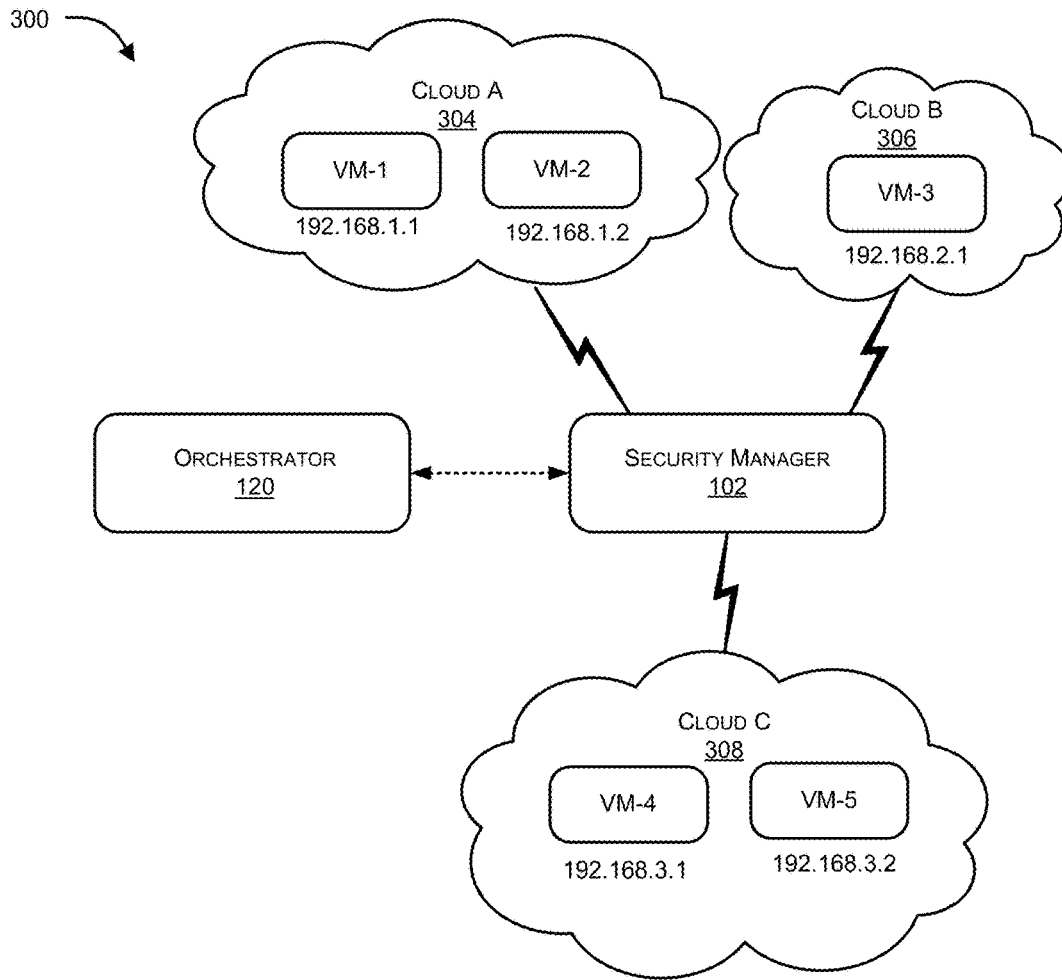 300
CLOUD A
304
VM-1
VM-2
192.168.1.1
192.168.1.2
CLOUD B
306
VM-3
192.168.2.1
ORCHESTRATOR
120
SECURITY MANAGER
102
CLOUD C
308
VM-4
VM-5
192.168.3.1
192.168.3.2